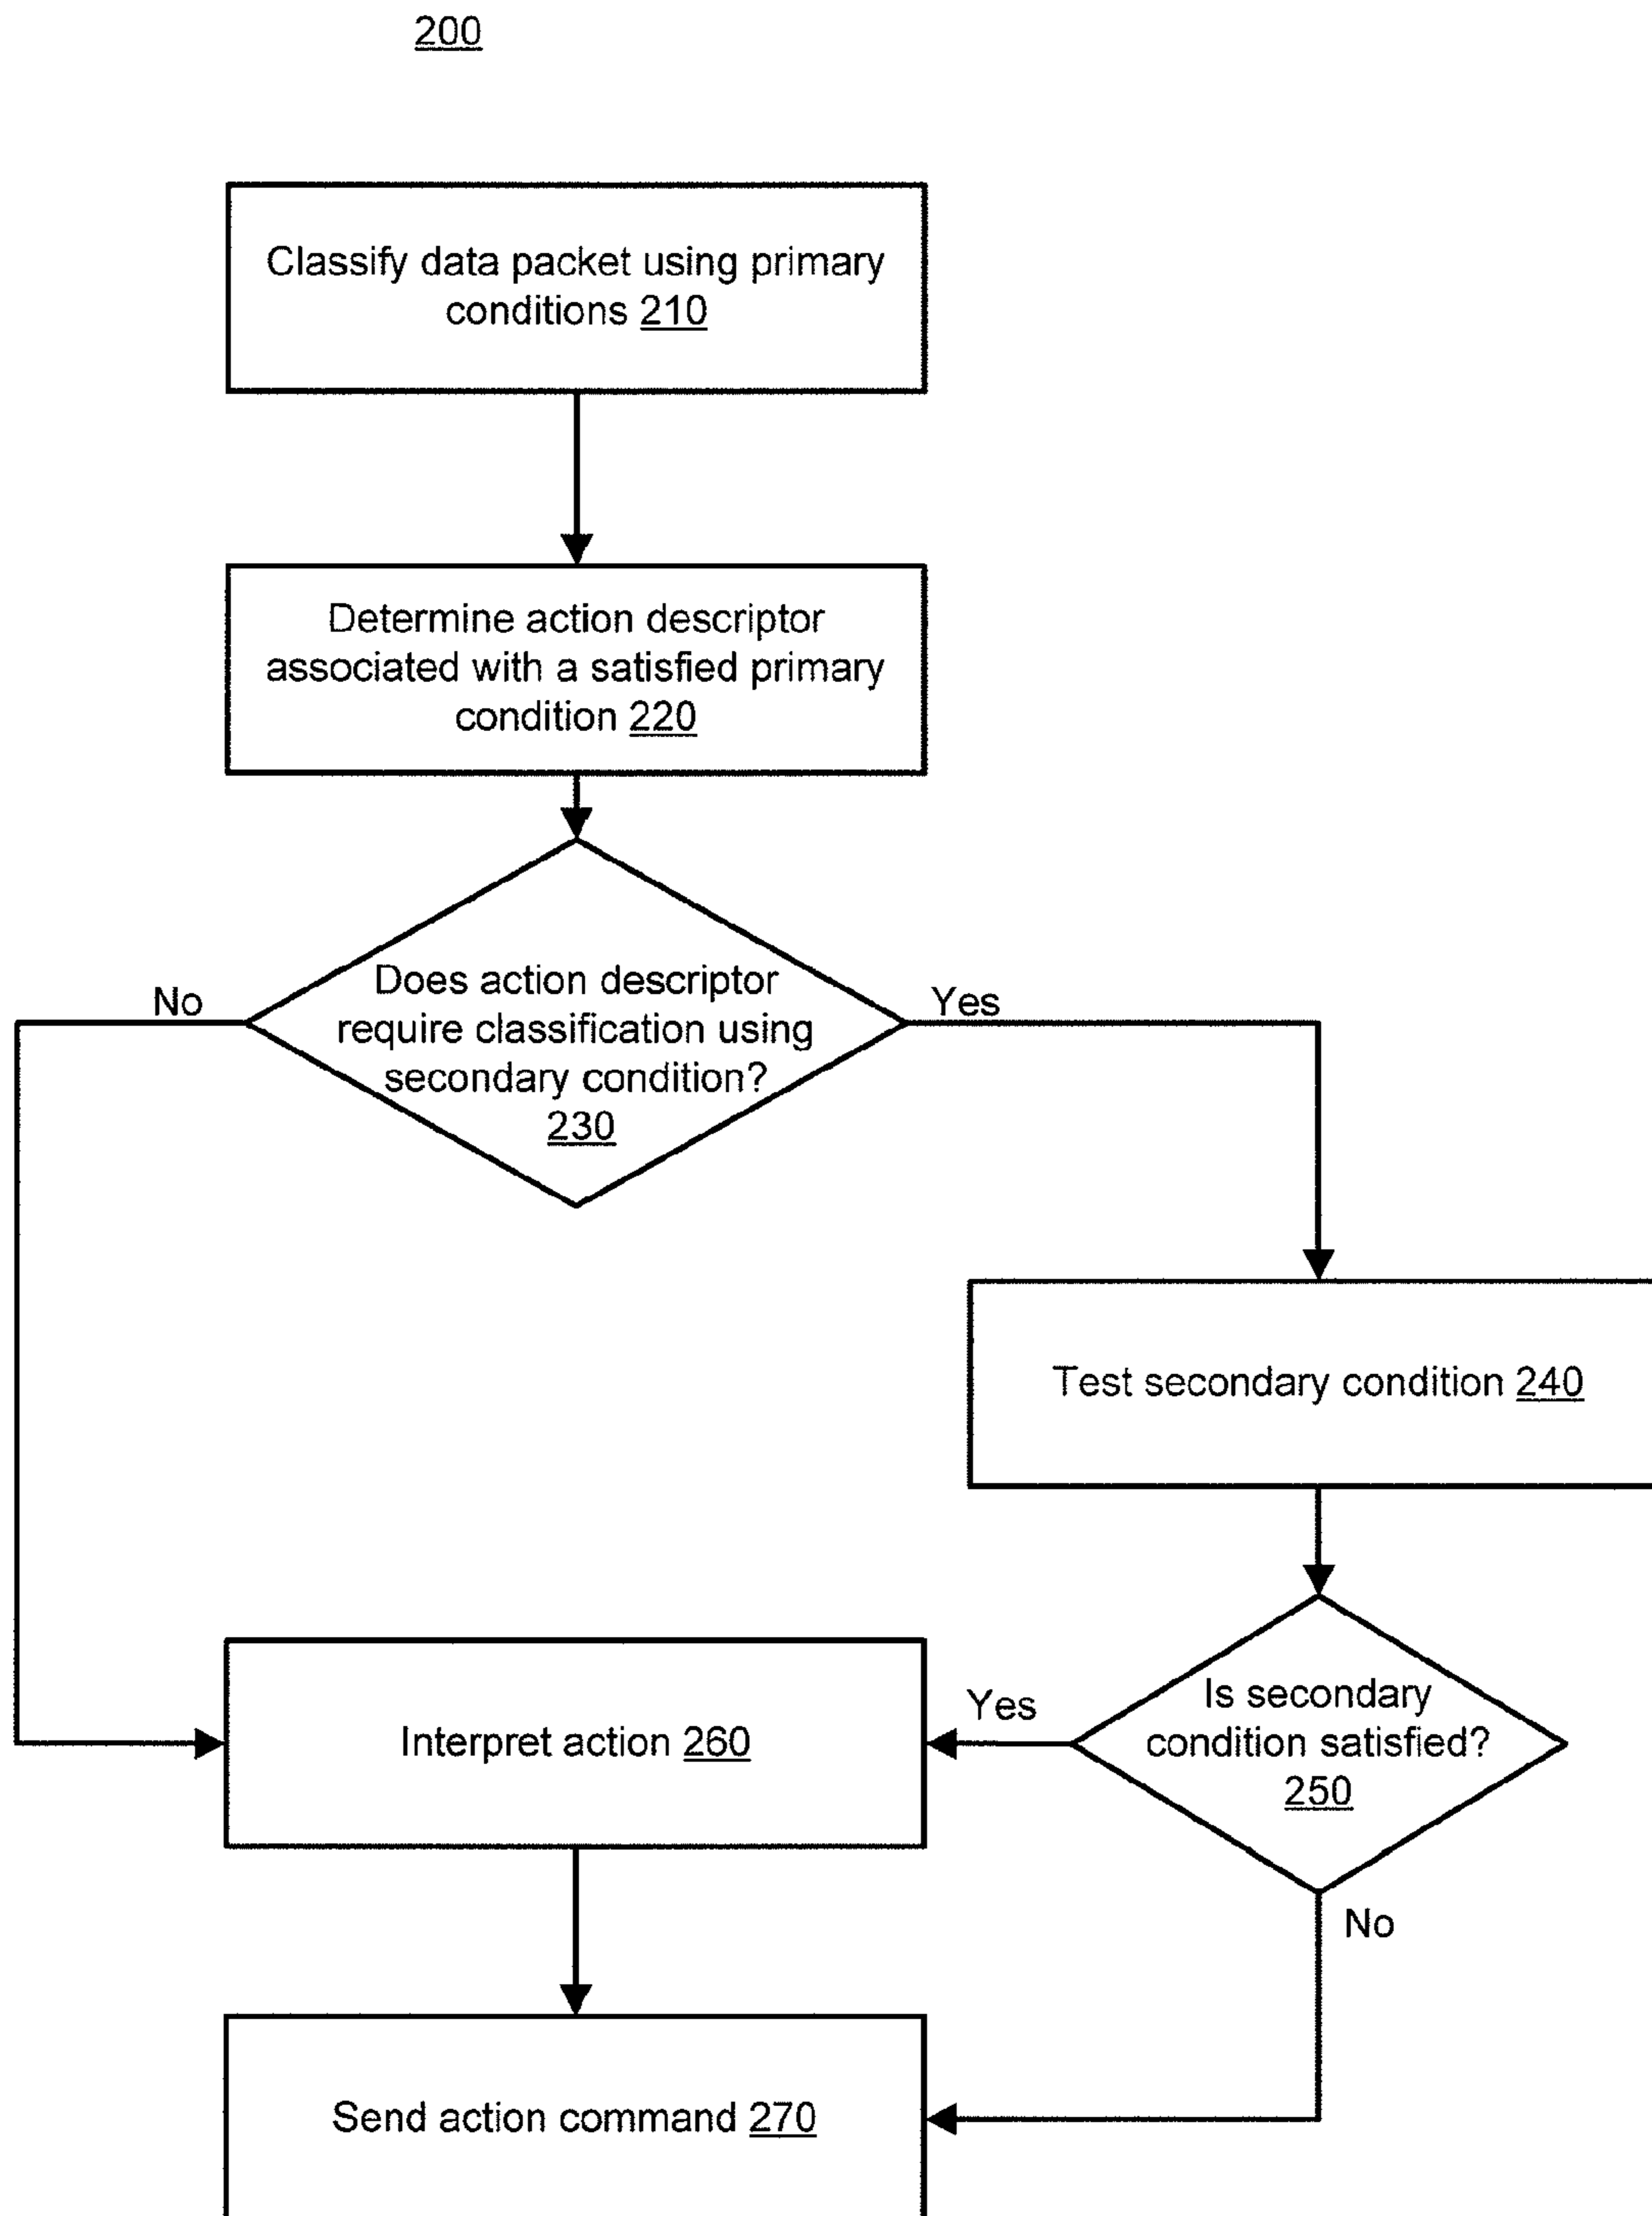 200
Classify data packet using primary
conditions 210
Determine action descriptor
associated with a satisfied primary
condition 220
Does action descriptor
require classification using
secondary condition?
230
No
Yes
Test secondary condition 240
Is secondary
condition satisfied?
250
Yes
No
Interpret action 260
Send action command 270